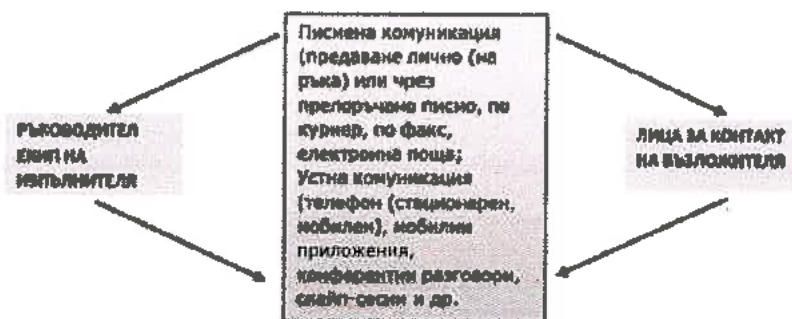 Писмена комуникация
(предаване лично (на
ръка) или чрез
препоръчано писмо, по
куриер, по факс,
електронна поща;
Устна комуникация
(телефон (стационарен,
мобилен), мобилни
приложения,
конферентни разговори,
скайп-сесии и др.
РЪКОВОДИТЕЛ
ЕКИП НА
ИЗПЪЛНИТЕЛЯ
ЛИЦА ЗА КОНТАКТ
НА ВЪЗЛОЖИТЕЛЯ